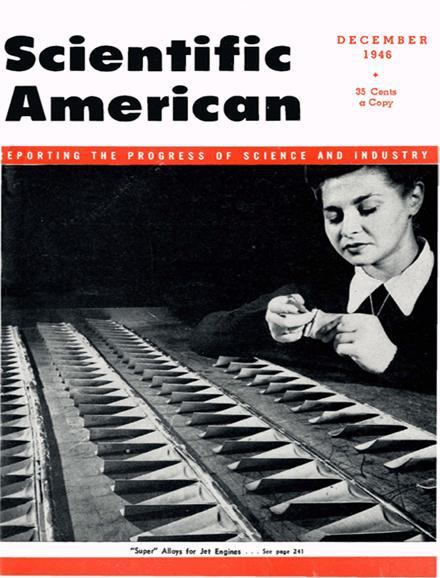 Scientific
American
DECEMBER
1946
35 Cents
a Copy
EPORTING THE PROGRESS OF SCIENCE AND INDUSTRY
"Super" Alloys for Jet Engines . . . See page 241